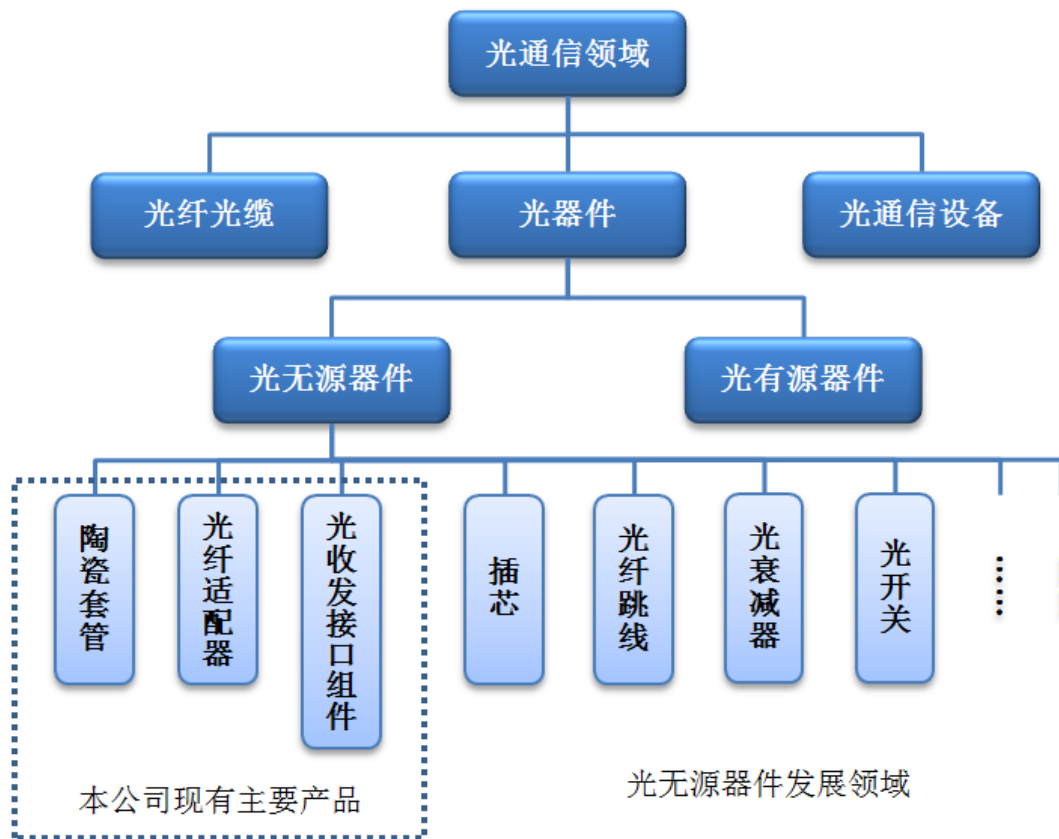 光通信领域
光纤光缆
光器件
光通信设备
光无源器件
光有源器件
陶瓷套管
光纤适配器
光收发接口组件
插芯
光纤跳线
光衰减器
光开关
……
本公司现有主要产品
光无源器件发展领域